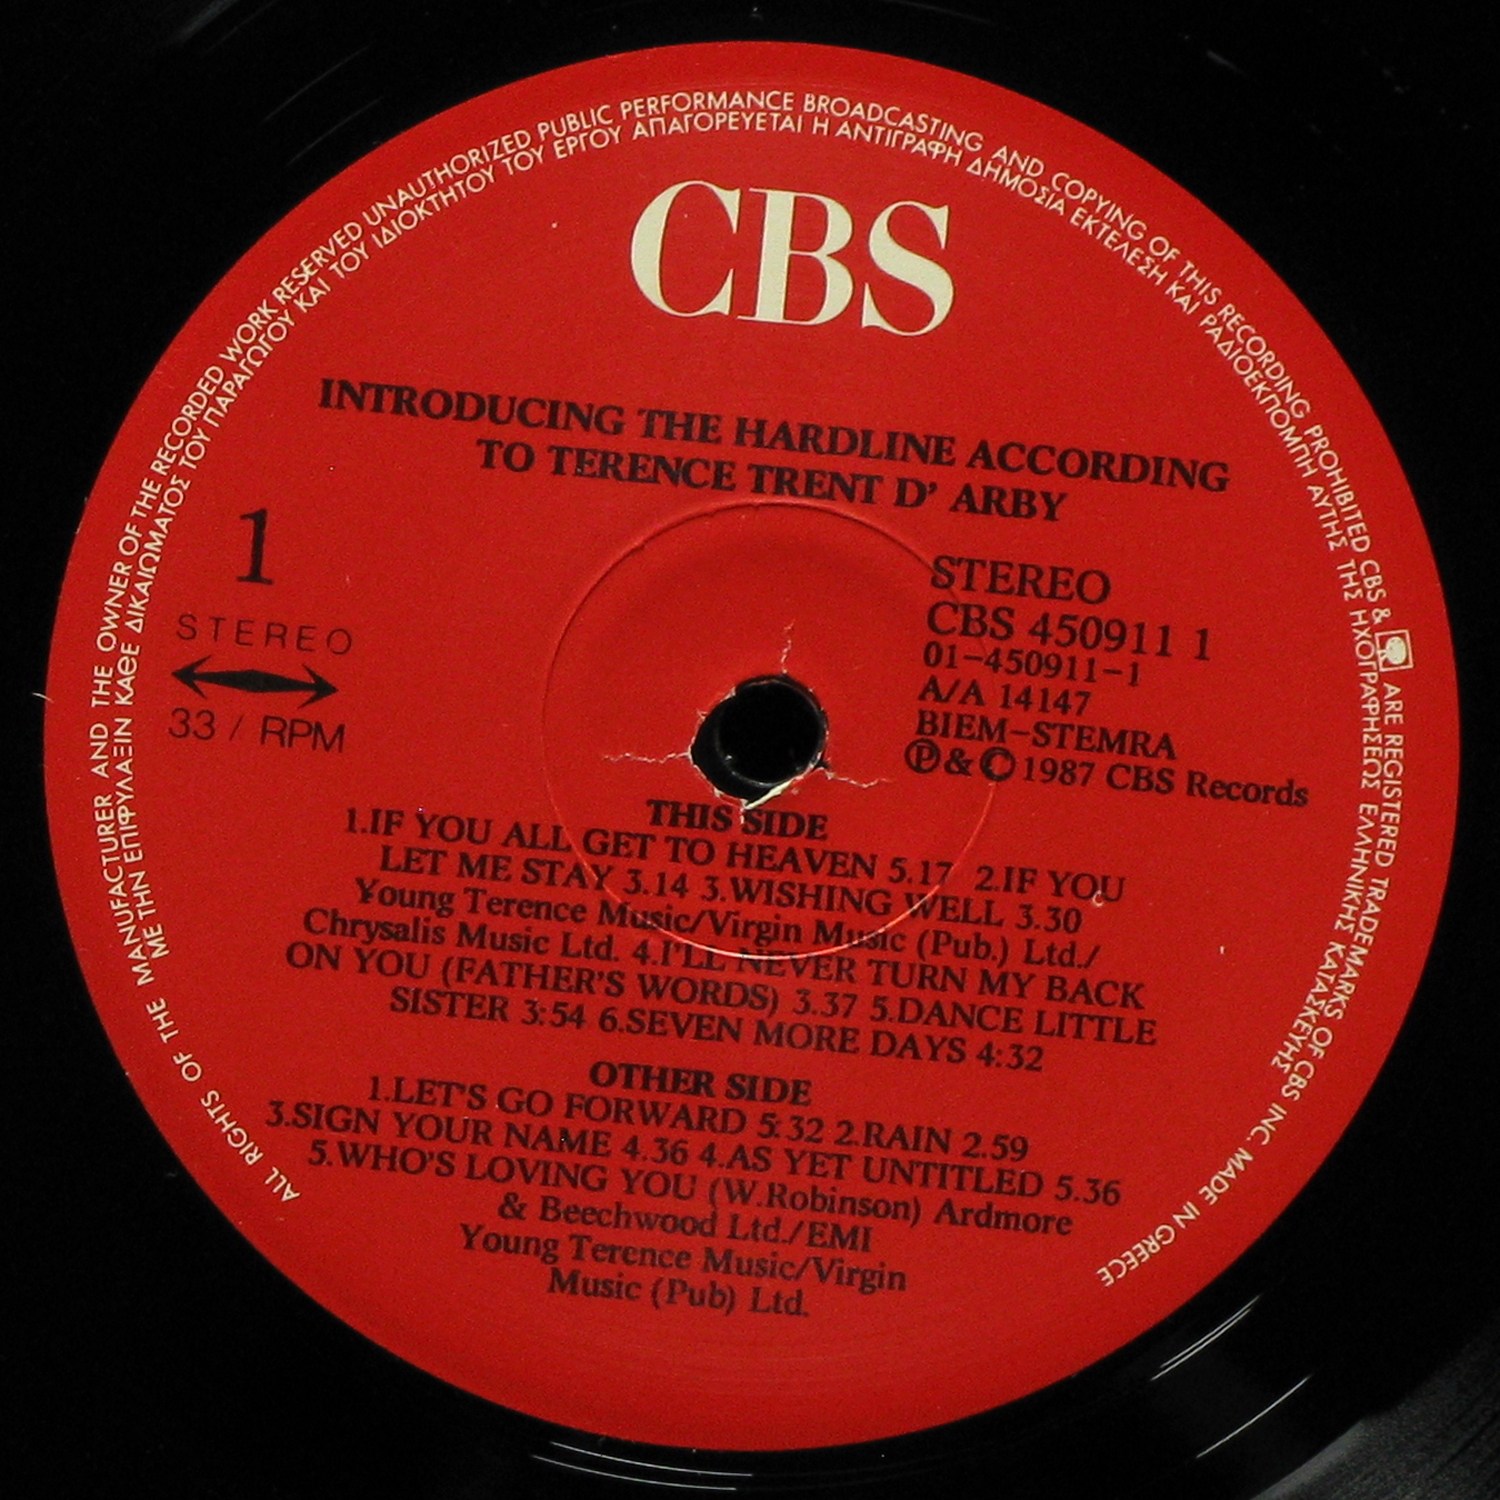 ALL RIGHTS OF THE MANUFACTURER AND THE OWNER OF THE RECORDED WORK RESERVED UNAUTHORIZED PUBLIC PERFORMANCE BROADCASTING AND COPYING OF THIS RECORDING PROHIBITED CBS & ARE REGISTERED TRADEMARKS OF CBS INC. MADE IN GREECE
ΜΕ ΤΗΝ ΕΠΙΦΥΛΑΞΙΝ ΚΑΘΕ ΔΙΚΑΙΩΜΑΤΟΣ ΤΟΥ ΠΑΡΑΓΩΓΟΥ ΚΑΙ ΤΟΥ ΙΔΙΟΚΤΗΤΟΥ ΤΟΥ ΕΡΓΟΥ ΑΠΑΓΟΡΕΥΕΤΑΙ Η ΑΝΤΙΓΡΑΦΗ ΔΗΜΟΣΙΑ ΕΚΤΕΛΕΣΗ ΚΑΙ ΡΑΔΙΟΕΚΠΟΜΠΗ ΑΥΤΗΣ ΤΗΣ ΗΧΟΓΡΑΦΗΣΕΩΣ ΕΛΛΗΝΙΚΗΣ ΚΑΤΑΣΚΕΥΗΣ
CBS
INTRODUCING THE HARDLINE ACCORDING
TO TERENCE TRENT D' ARBY
1
STEREO
33 / RPM
STEREO
CBS 450911 1
01-450911-1
A/A 14147
BIEM-STEMRA
Ⓟ & © 1987 CBS Records
THIS SIDE
1.IF YOU ALL GET TO HEAVEN 5.17 2.IF YOU
LET ME STAY 3.14 3.WISHING WELL 3.30
Young Terence Music/Virgin Music (Pub.) Ltd./
Chrysalis Music Ltd. 4.I'LL NEVER TURN MY BACK
ON YOU (FATHER'S WORDS) 3.37 5.DANCE LITTLE
SISTER 3:54 6.SEVEN MORE DAYS 4:32
OTHER SIDE
1.LET'S GO FORWARD 5:32 2.RAIN 2.59
3.SIGN YOUR NAME 4.36 4.AS YET UNTITLED 5.36
5.WHO'S LOVING YOU (W.Robinson) Ardmore
& Beechwood Ltd./EMI
Young Terence Music/Virgin
Music (Pub) Ltd.